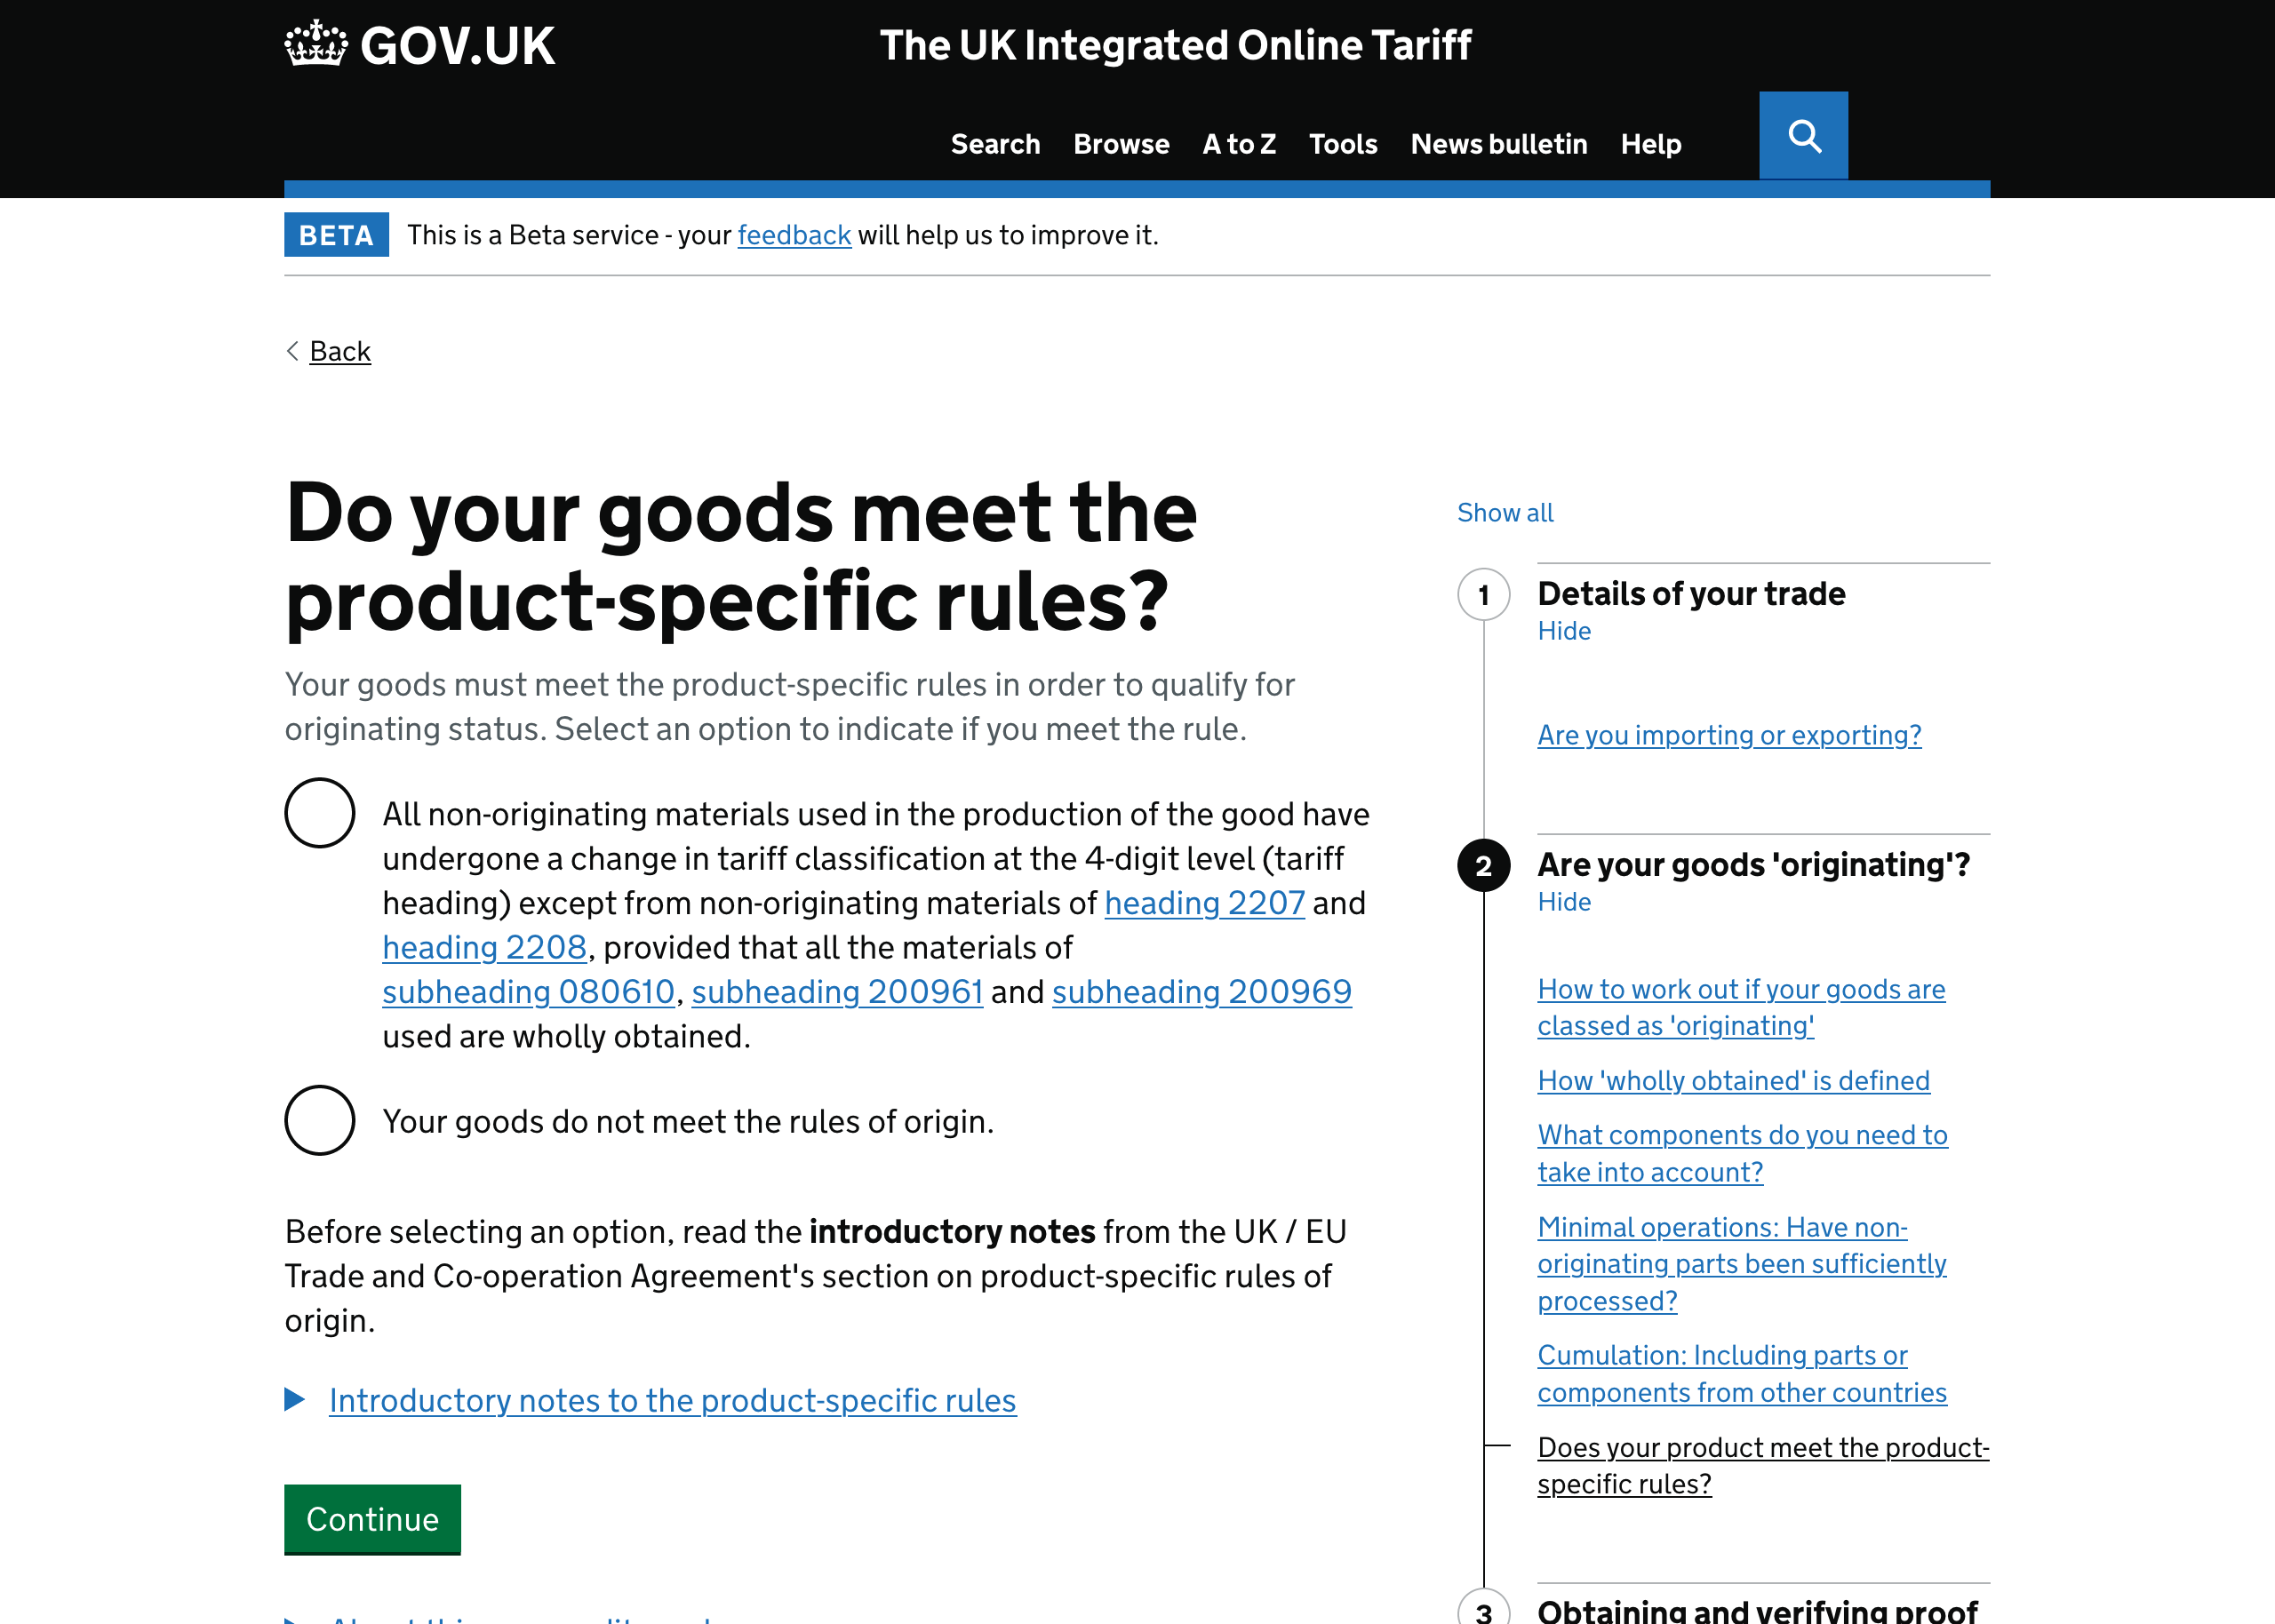 GOV.UK
The UK Integrated Online Tariff
Search Browse A to Z Tools News bulletin Help
BETA This is a Beta service - your feedback will help us to improve it.
Back
Do your goods meet the
product-specific rules?
Your goods must meet the product-specific rules in order to qualify for
originating status. Select an option to indicate if you meet the rule.
All non-originating materials used in the production of the good have
undergone a change in tariff classification at the 4-digit level (tariff
heading) except from non-originating materials of heading 2207 and
heading 2208, provided that all the materials of
subheading 080610, subheading 200961 and subheading 200969
used are wholly obtained.
Your goods do not meet the rules of origin.
Before selecting an option, read the introductory notes from the UK / EU
Trade and Co-operation Agreement's section on product-specific rules of
origin.
Introductory notes to the product-specific rules
Continue
Show all
1 Details of your trade
Hide
Are you importing or exporting?
2 Are your goods 'originating'?
Hide
How to work out if your goods are
classed as 'originating'
How 'wholly obtained' is defined
What components do you need to
take into account?
Minimal operations: Have non-
originating parts been sufficiently
processed?
Cumulation: Including parts or
components from other countries
Does your product meet the product-
specific rules?
3 Obtaining and verifying proof